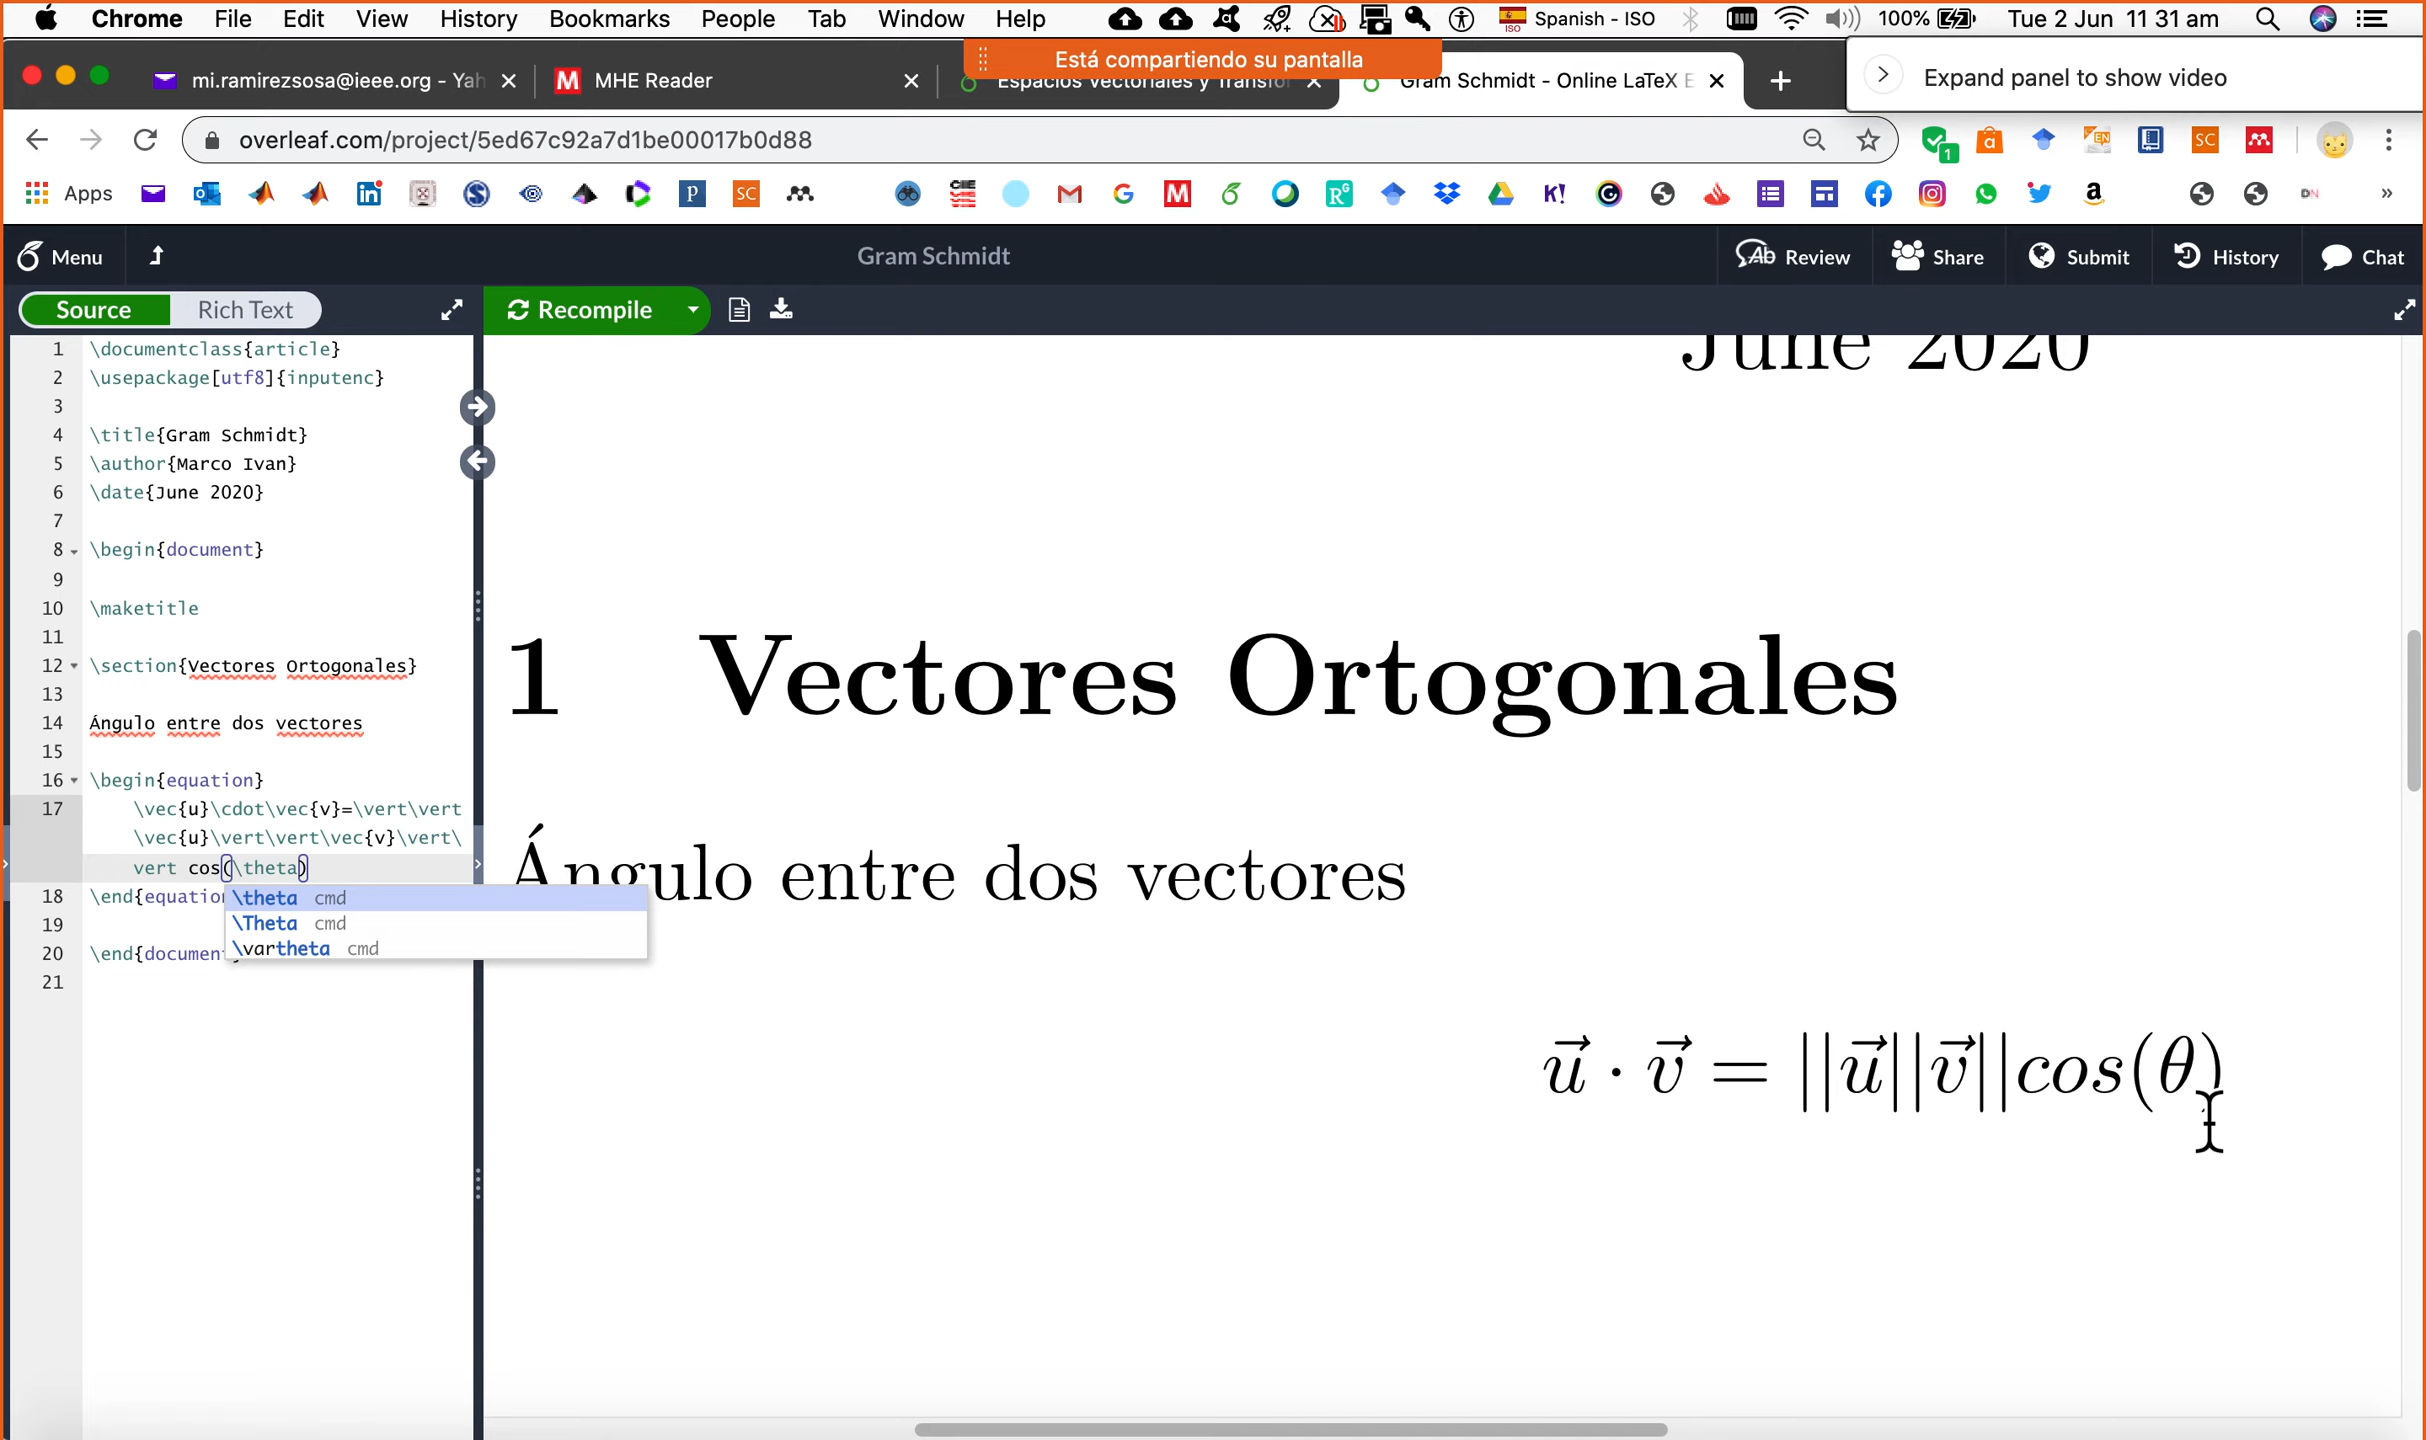 Chrome File Edit View History Bookmarks People Tab Window Help Spanish - ISO 100% Tue 2 Jun 11 31 am
Está compartiendo su pantalla
Expand panel to show video
mi.ramirezsosa@ieee.org - Yah
MHE Reader
Espacios Vectoriales y Transfor
Gram Schmidt - Online LaTeX E
overleaf.com/project/5ed67c92a7d1be00017b0d88
Apps
Menu
Gram Schmidt
Review Share Submit History Chat
Source Rich Text
Recompile
1 \documentclass{article}
2 \usepackage[utf8]{inputenc}
3
4 \title{Gram Schmidt}
5 \author{Marco Ivan}
6 \date{June 2020}
7
8 \begin{document}
9
10 \maketitle
11
12 \section{Vectores Ortogonales}
13
14 Ángulo entre dos vectores
15
16 \begin{equation}
17 \vec{u}\cdot\vec{v}=\vert\vert
\vec{u}\vert\vert\vec{v}\vert\
vert cos(\theta)
18 \end{equation
\theta cmd
\Theta cmd
\vartheta cmd
19
20 \end{document}
21
June 2020
1 Vectores Ortogonales
Ángulo entre dos vectores
u⃗ · v⃗ = ||u⃗||v⃗||cos(θ)